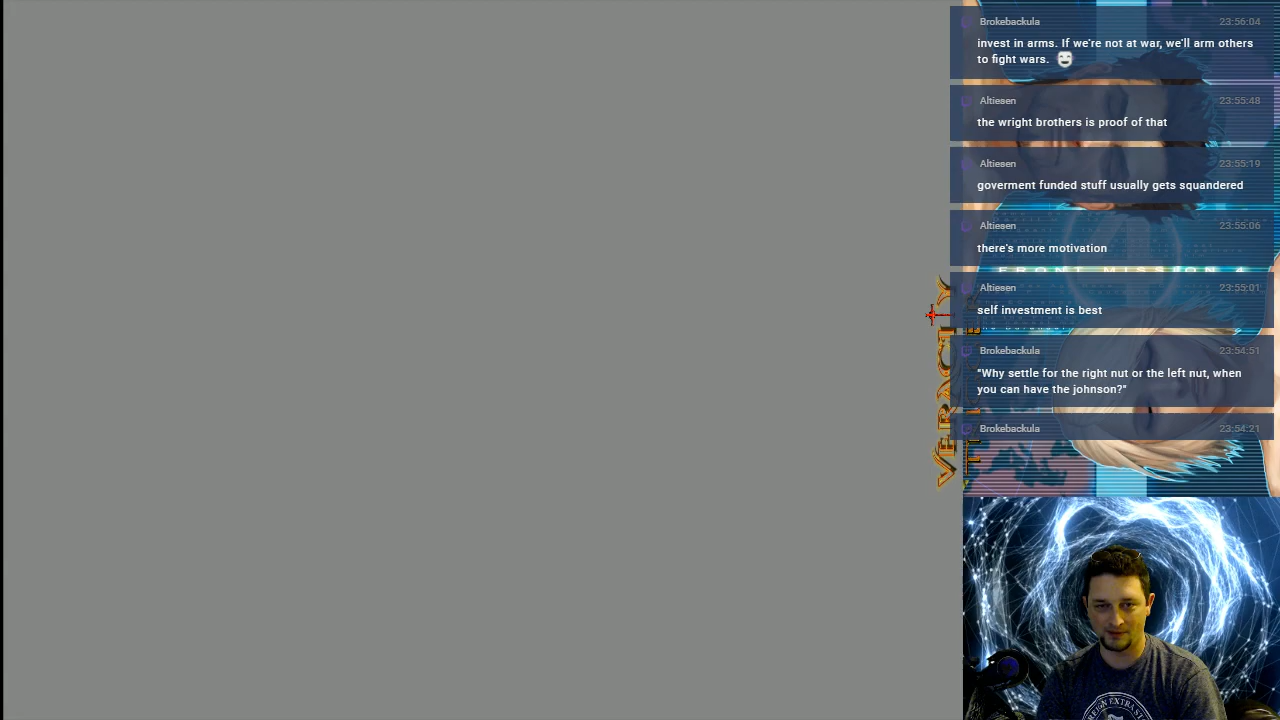 Brokebackula 23:56:04
invest in arms. If we're not at war, we'll arm others
to fight wars.
Altiesen 23:55:48
the wright brothers is proof of that
Altiesen 23:55:19
goverment funded stuff usually gets squandered
Altiesen 23:55:06
there's more motivation
FRONT MISSION 4
Altiesen 23:55:01
self investment is best
Brokebackula 23:54:51
"Why settle for the right nut or the left nut, when
you can have the johnson?"
Brokebackula 23:54:21
VERACITY